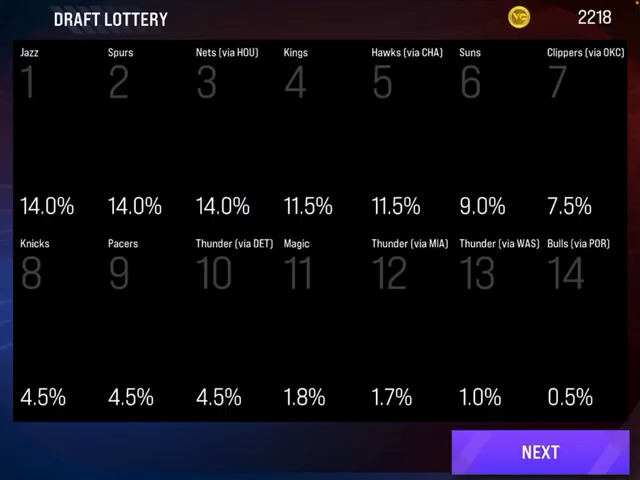 DRAFT LOTTERY
VC 2218
Jazz Spurs Nets (via HOU) Kings Hawks (via CHA) Suns Clippers (via OKC)
1 2 3 4 5 6 7
14.0% 14.0% 14.0% 11.5% 11.5% 9.0% 7.5%
Knicks Pacers Thunder (via DET) Magic Thunder (via MIA) Thunder (via WAS) Bulls (via POR)
8 9 10 11 12 13 14
4.5% 4.5% 4.5% 1.8% 1.7% 1.0% 0.5%
NEXT